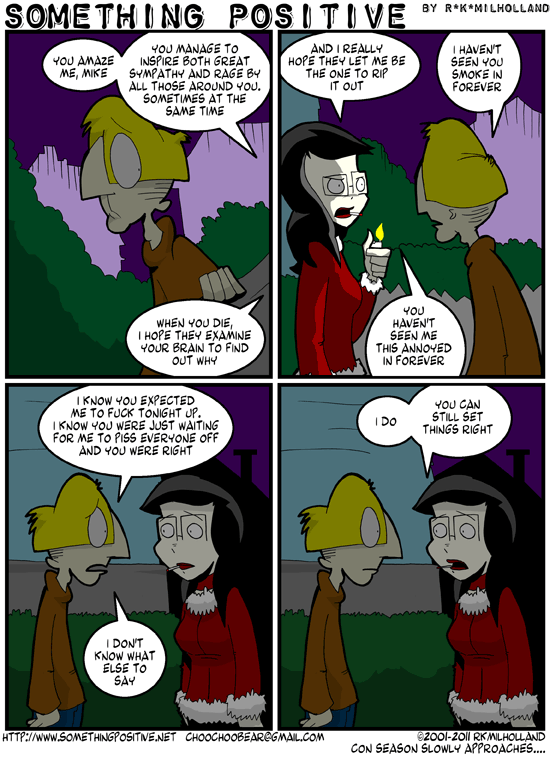 SOMETHING POSITIVE BY R*K*MILHOLLAND
YOU AMAZE
ME, MIKE
YOU MANAGE TO
INSPIRE BOTH GREAT
SYMPATHY AND RAGE BY
ALL THOSE AROUND YOU.
SOMETIMES AT THE
SAME TIME
WHEN YOU DIE,
I HOPE THEY EXAMINE
YOUR BRAIN TO FIND
OUT WHY
AND I REALLY
HOPE THEY LET ME BE
THE ONE TO RIP
IT OUT
I HAVEN'T
SEEN YOU
SMOKE IN
FOREVER
YOU
HAVEN'T
SEEN ME
THIS ANNOYED
IN FOREVER
I KNOW YOU EXPECTED
ME TO FUCK TONIGHT UP.
I KNOW YOU WERE JUST WAITING
FOR ME TO PISS EVERYONE OFF
AND YOU WERE RIGHT
I DON'T
KNOW WHAT
ELSE TO
SAY
I DO
YOU CAN
STILL SET
THINGS RIGHT
HTTP://WWW.SOMETHINGPOSITIVE.NET CHOOCHOOBEAR@GMAIL.COM ©2001-2011 RKMILHOLLAND
CON SEASON SLOWLY APPROACHES....